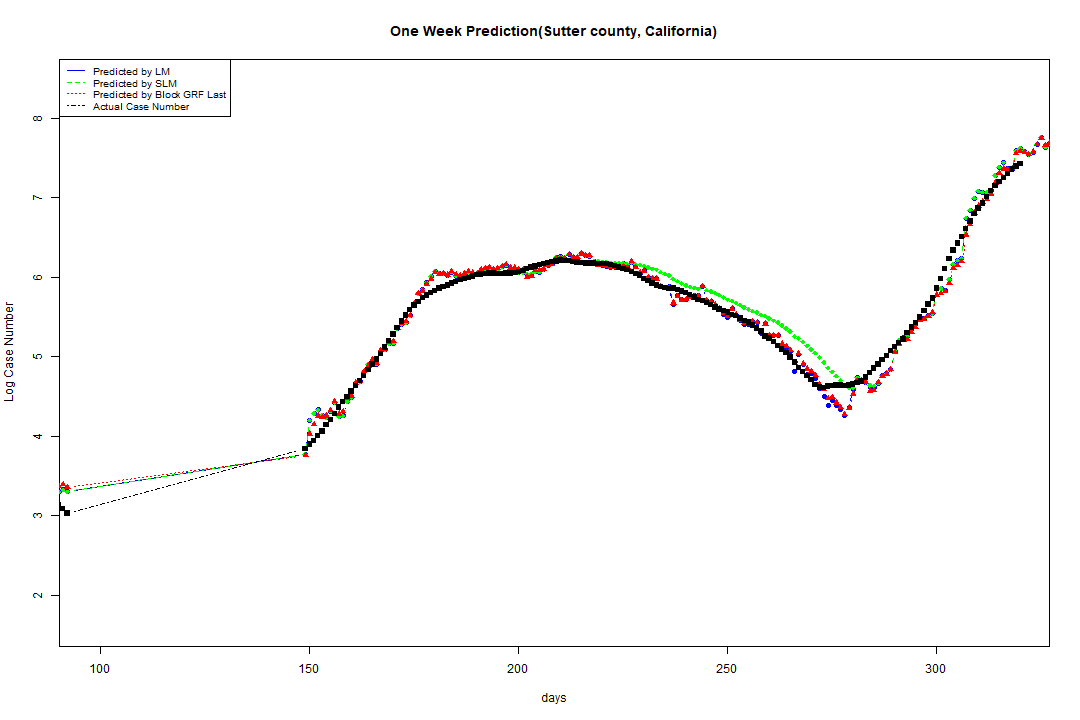 One Week Prediction(Sutter county, California)
Predicted by LM
Predicted by SLM
Predicted by Block GRF Last
Actual Case Number
8
7
6
5
4
3
2
Log Case Number
100 150 200 250 300
days